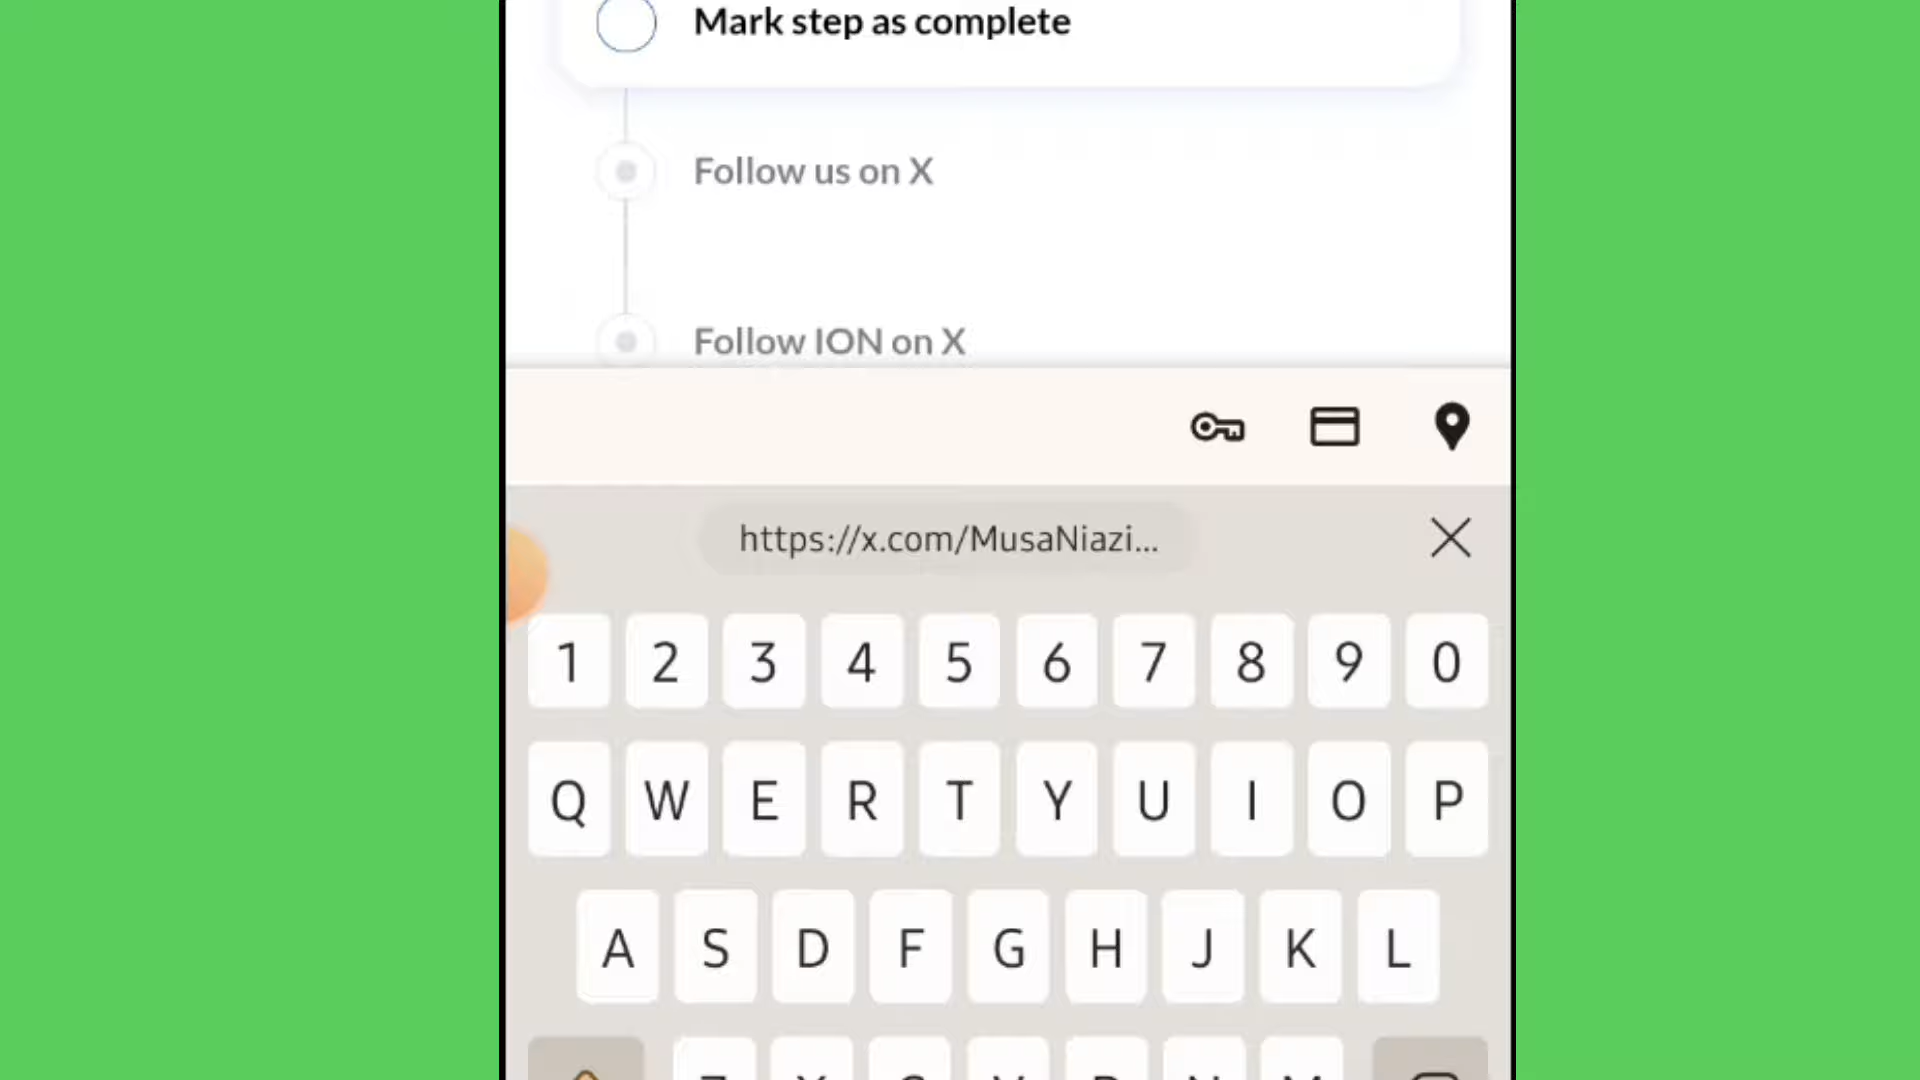 Mark step as complete
Follow us on X
Follow ION on X
https://x.com/MusaNiazi...
1 2 3 4 5 6 7 8 9 0
Q W E R T Y U I O P
A S D F G H J K L